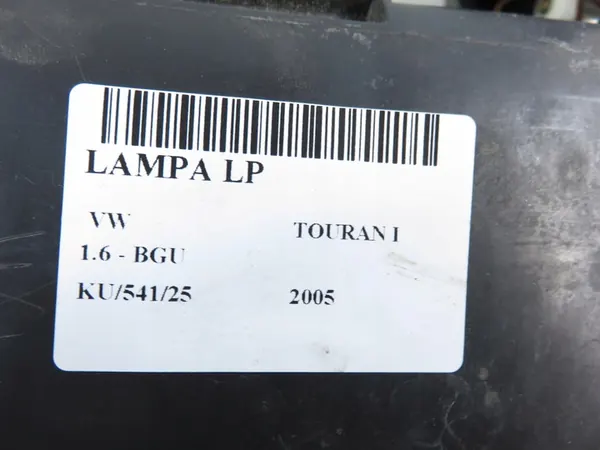 LAMPA LP
VW TOURAN I
1.6 - BGU
KU/541/25 2005